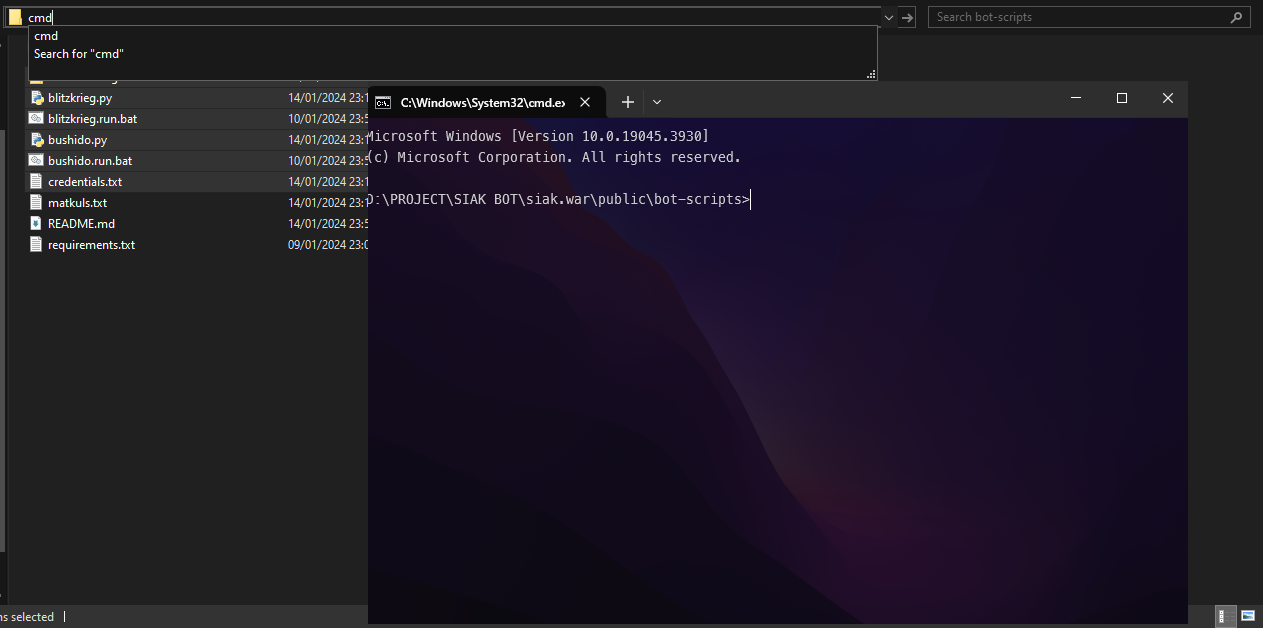 cmd
Search bot-scripts
cmd
Search for "cmd"
blitzkrieg.py 14/01/2024 23:1
blitzkrieg.run.bat 10/01/2024 23:5
bushido.py 14/01/2024 23:1
bushido.run.bat 10/01/2024 23:5
credentials.txt 14/01/2024 23:1
matkuls.txt 14/01/2024 23:1
README.md 14/01/2024 23:5
requirements.txt 09/01/2024 23:0
C:\Windows\System32\cmd.ex
Microsoft Windows [Version 10.0.19045.3930]
(c) Microsoft Corporation. All rights reserved.
D:\PROJECT\SIAK BOT\siak.war\public\bot-scripts>
ns selected